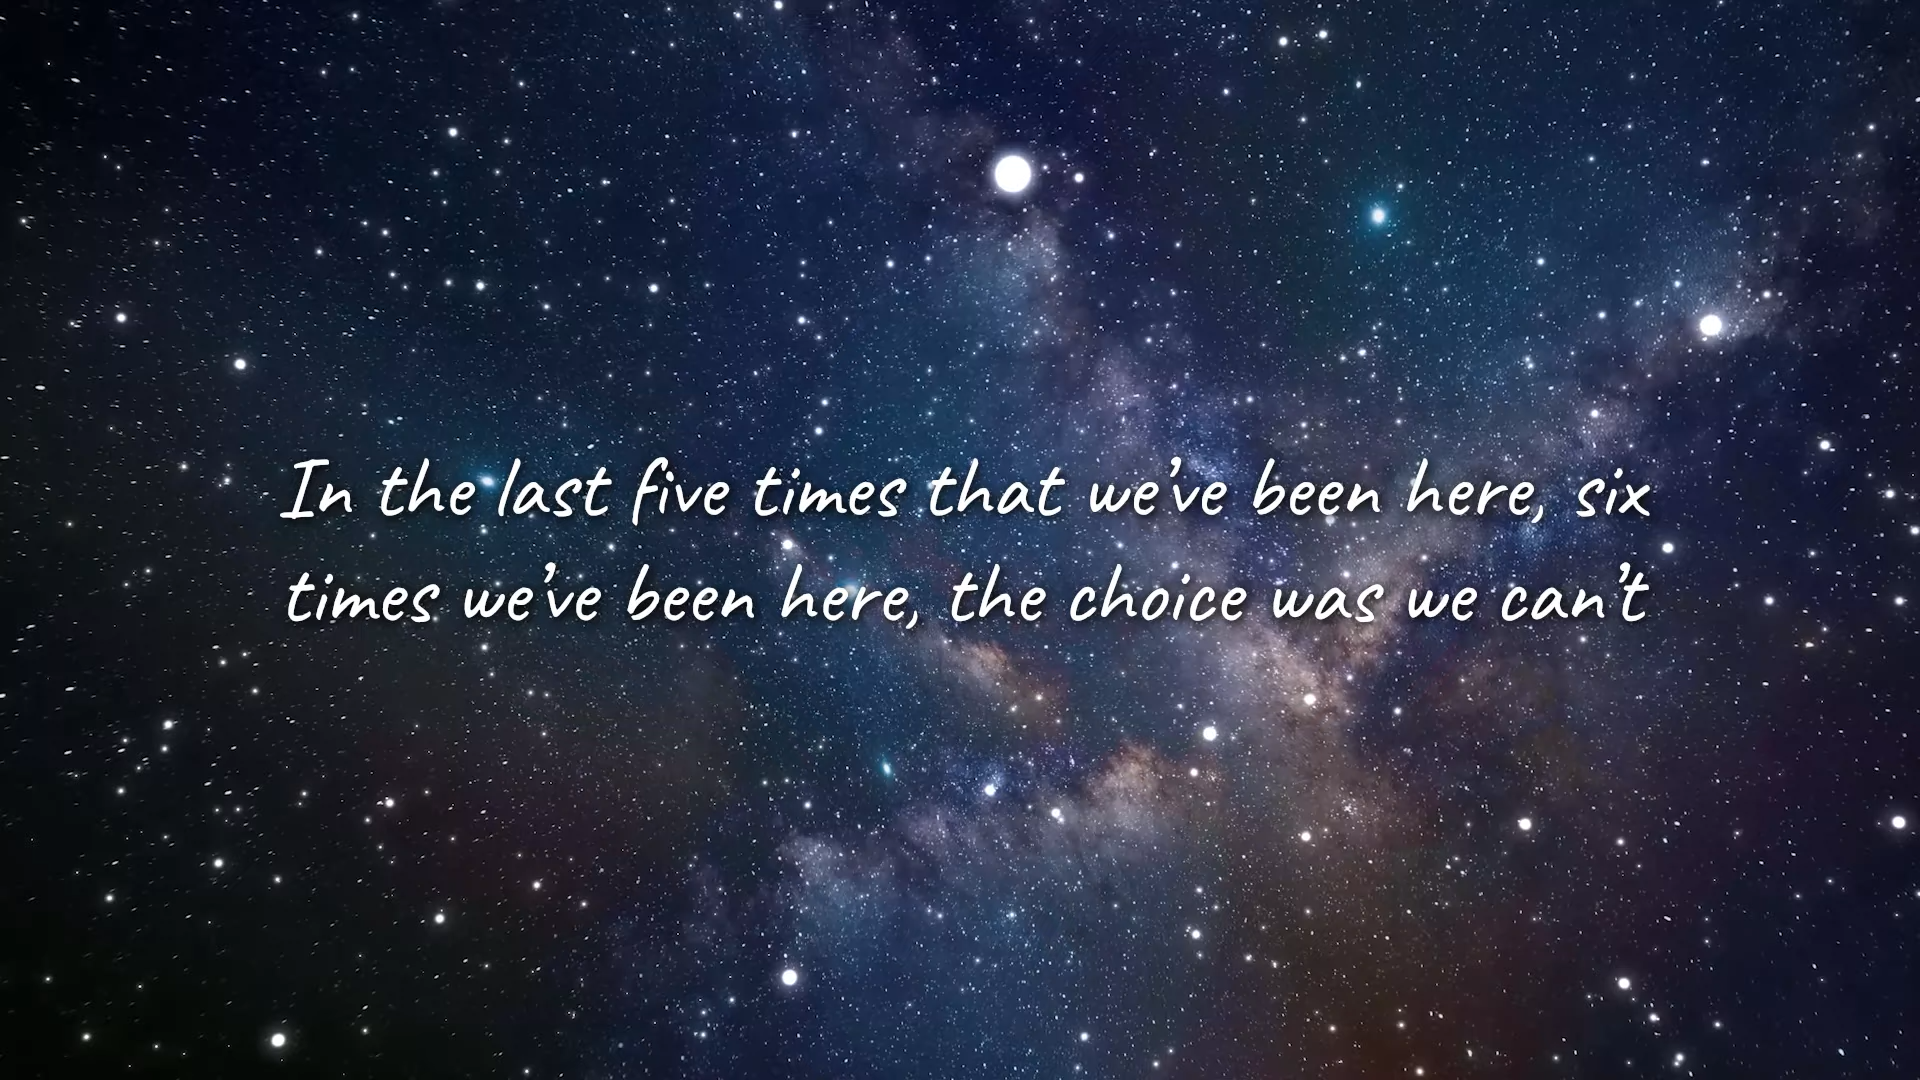 In the last five times that we’ve been here, six
times we’ve been here, the choice was we can’t